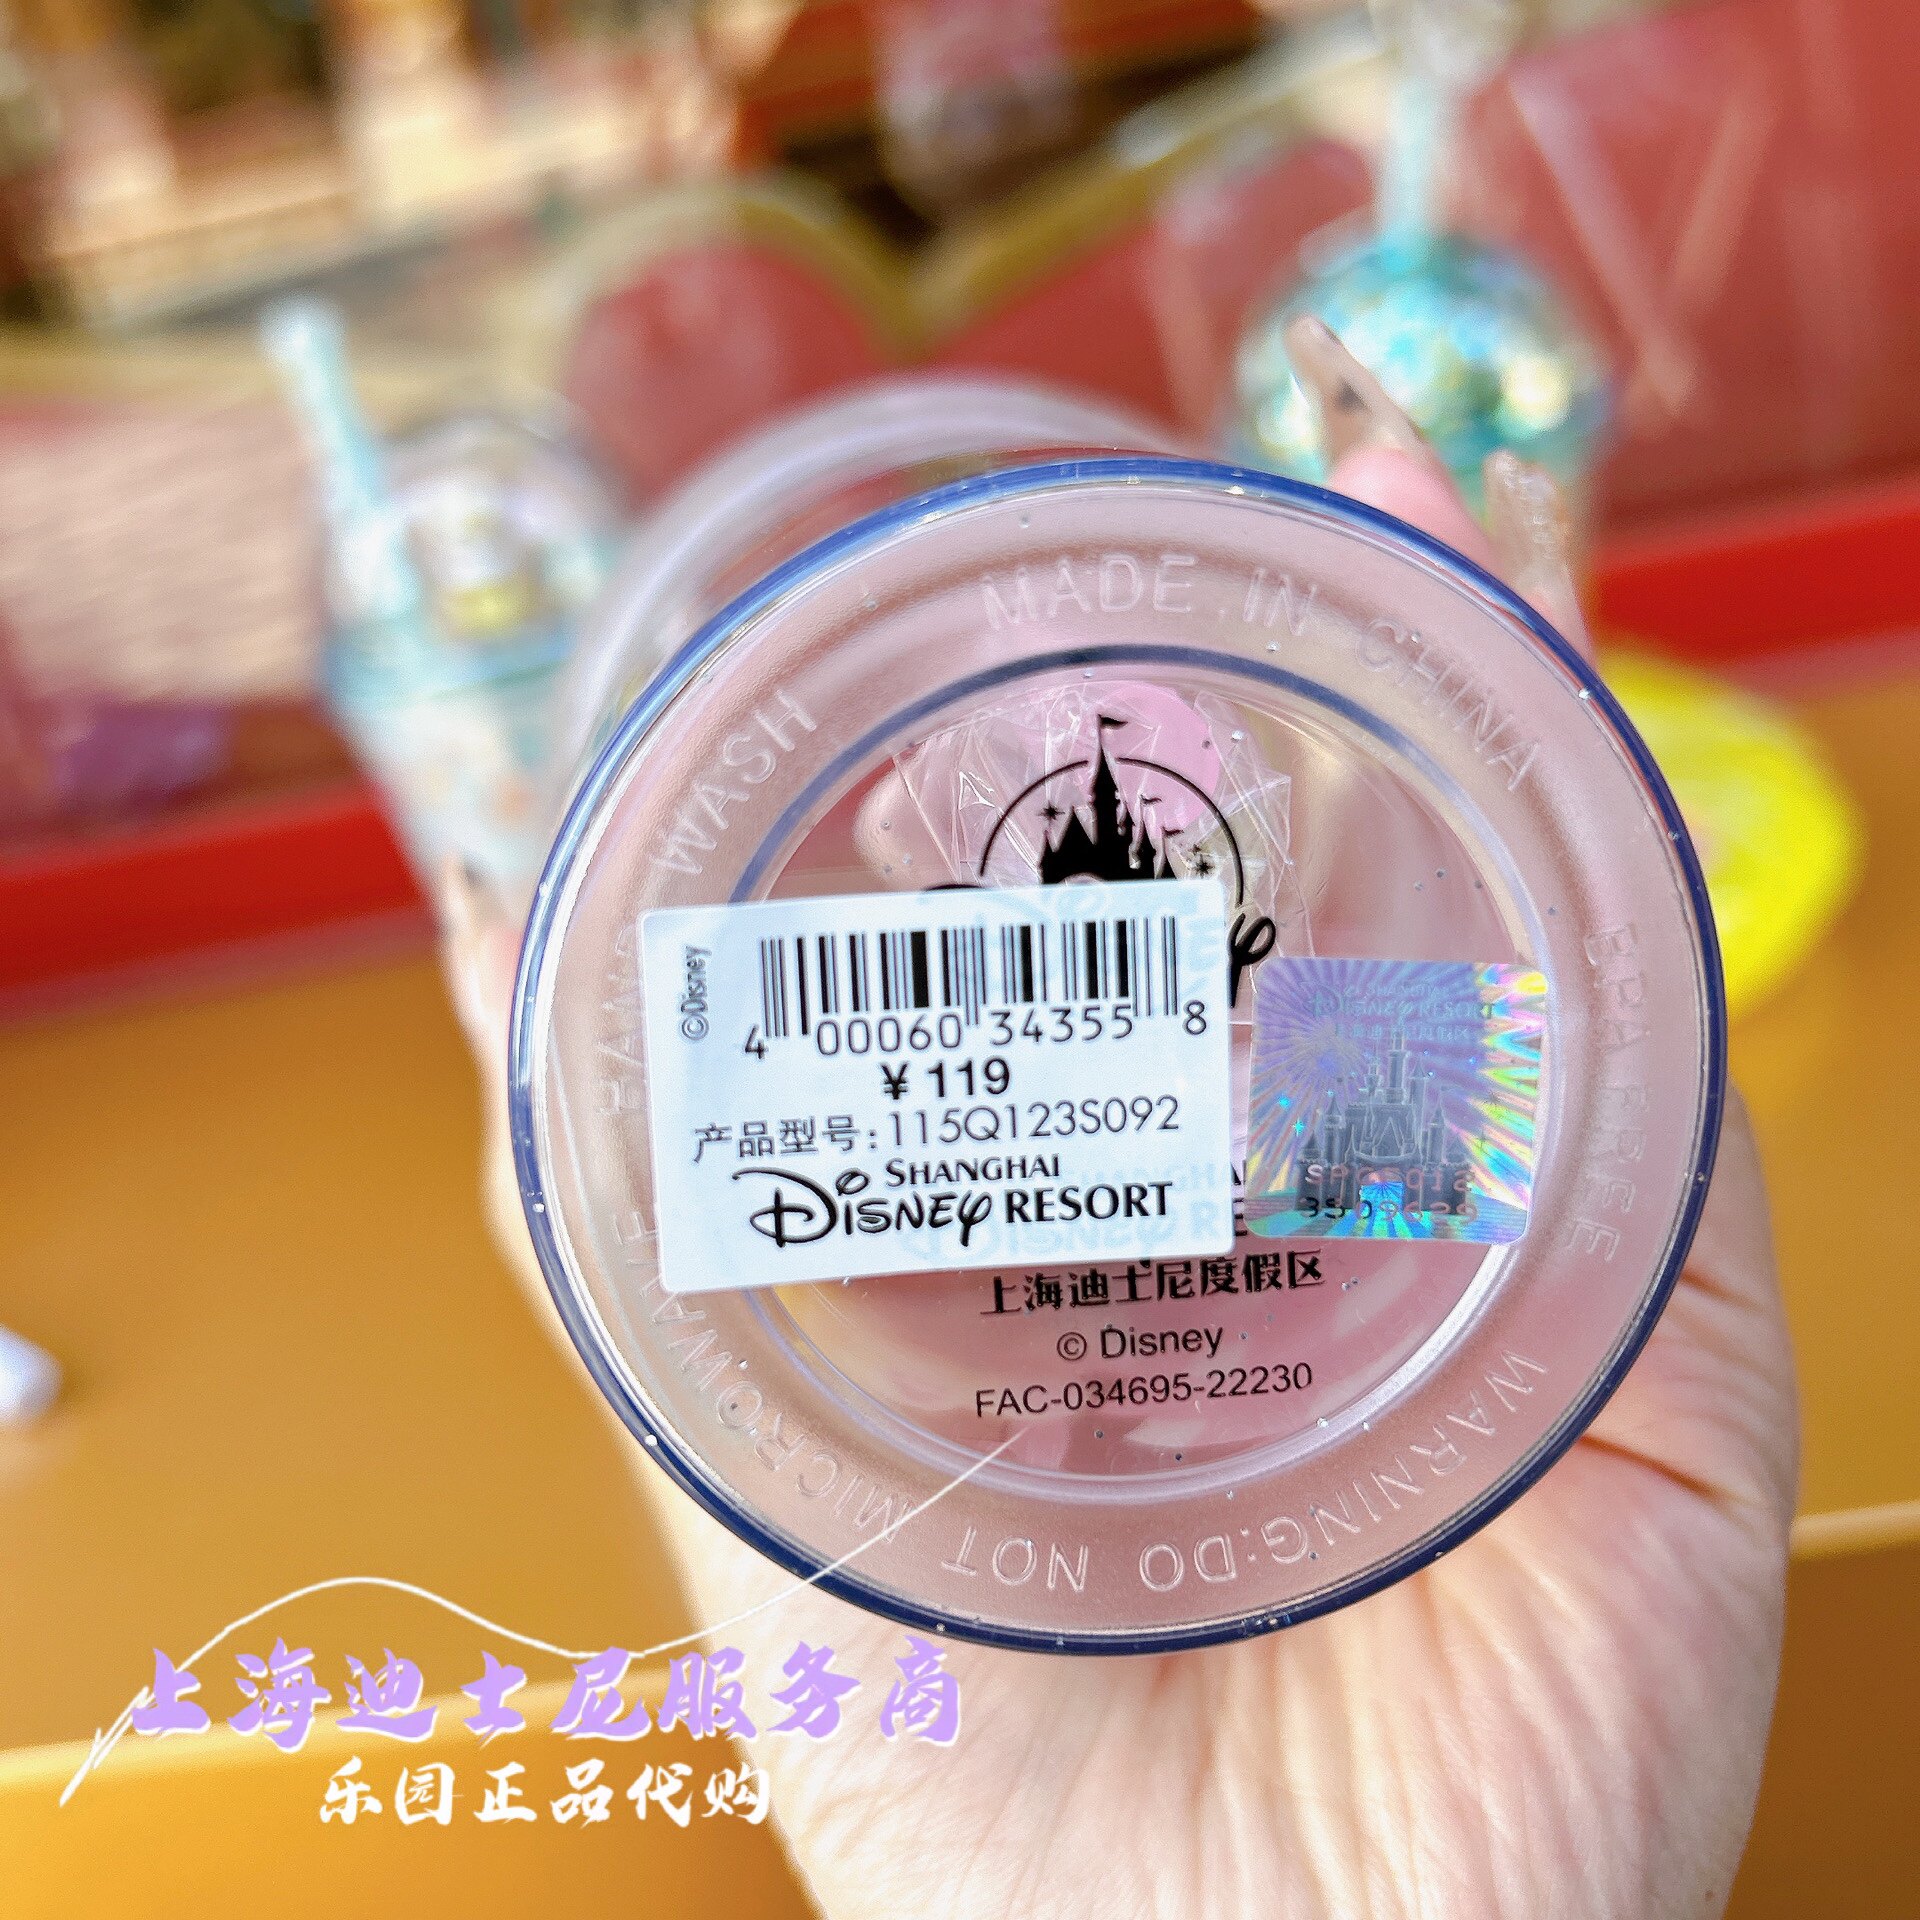 MADE IN CHINA
BPA FREE
WARNING:DO NOT MICROWAVE
HAND WASH
©Disney
4 00060 34355 8
¥ 119
产品型号:115Q123S092
SHANGHAI
Disney RESORT
DISNEY RESORT
上海迪士尼度假区
© Disney
FAC-034695-22230
上海迪士尼服务商
乐园正品代购